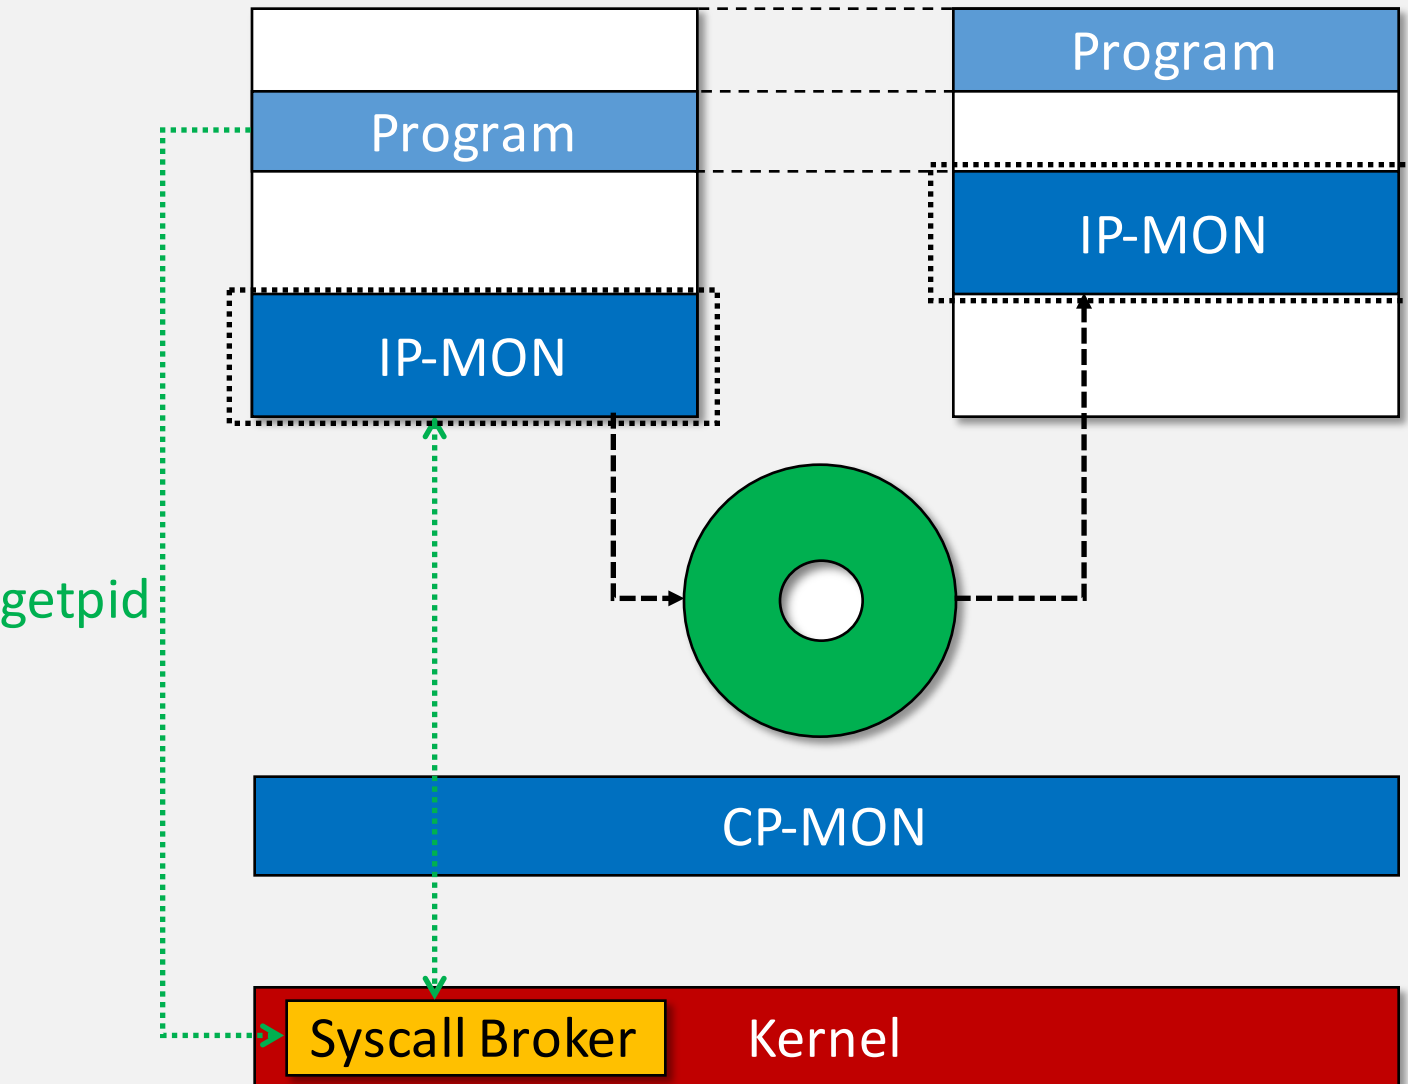 Program
Program
IP-MON
IP-MON
getpid
CP-MON
Syscall Broker
Kernel